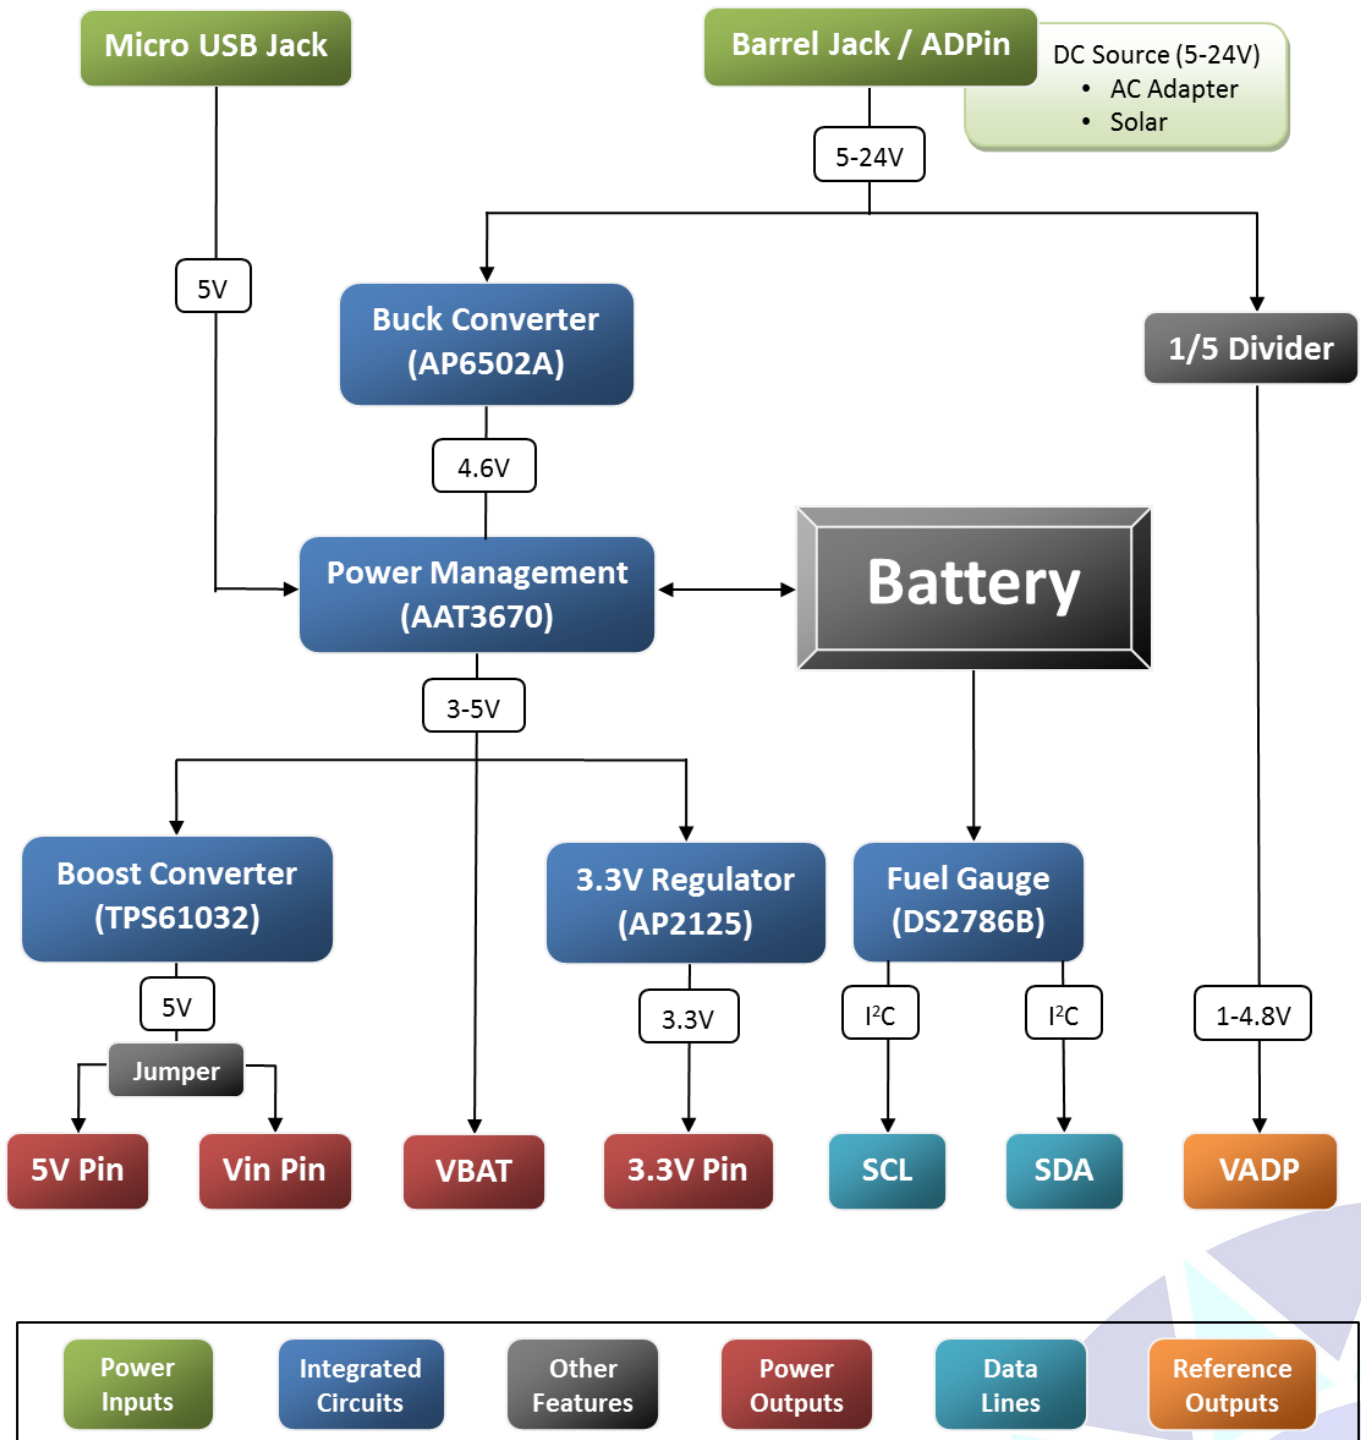 Micro USB Jack
Barrel Jack / ADPin
DC Source (5-24V)
• AC Adapter
• Solar
5-24V
5V
Buck Converter
(AP6502A)
1/5 Divider
4.6V
Power Management
(AAT3670)
Battery
3-5V
Boost Converter
(TPS61032)
3.3V Regulator
(AP2125)
Fuel Gauge
(DS2786B)
5V
3.3V
I²C
I²C
1-4.8V
Jumper
5V Pin
Vin Pin
VBAT
3.3V Pin
SCL
SDA
VADP
Power
Inputs
Integrated
Circuits
Other
Features
Power
Outputs
Data
Lines
Reference
Outputs